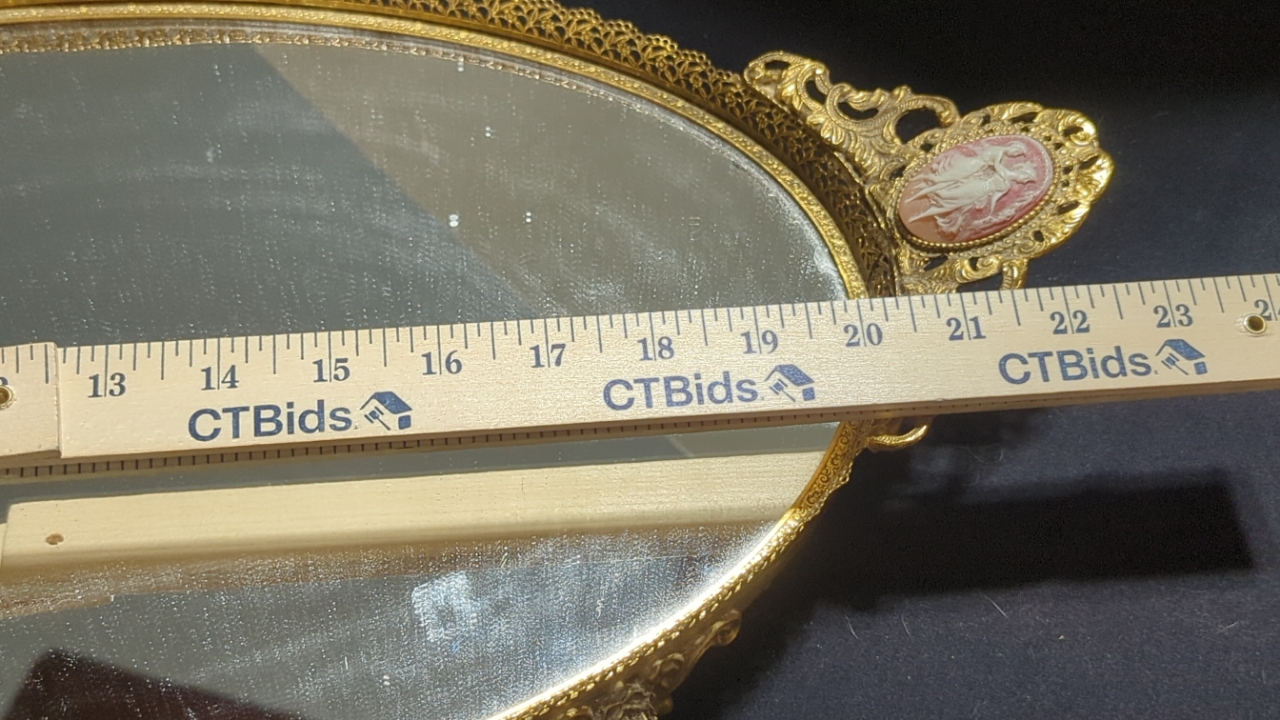 13 14 15 16 17 18 19 20 21 22 23
CTBids. CTBids. CTBids.